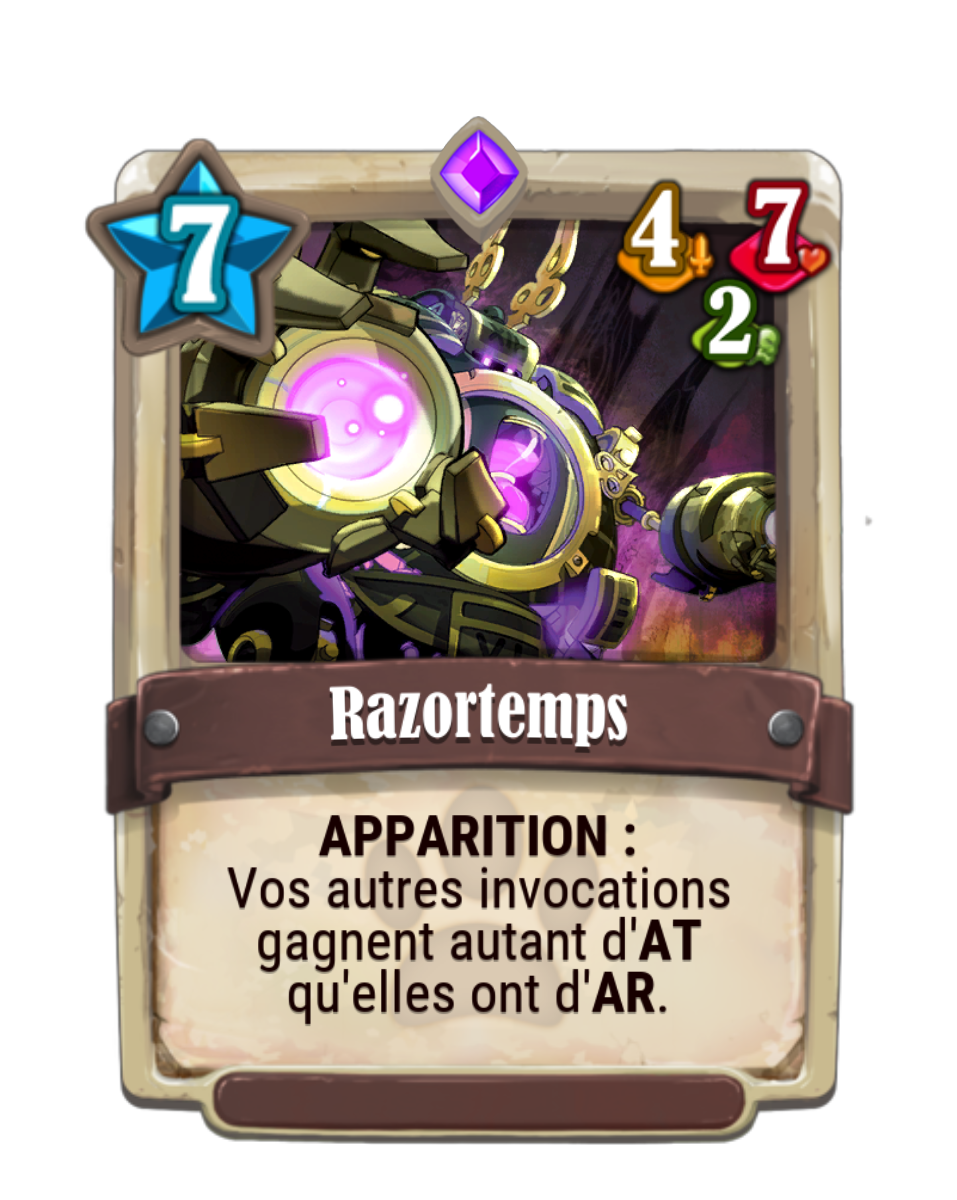 7
4
7
2
Razortemps
APPARITION :
Vos autres invocations
gagnent autant d'AT
qu'elles ont d'AR.